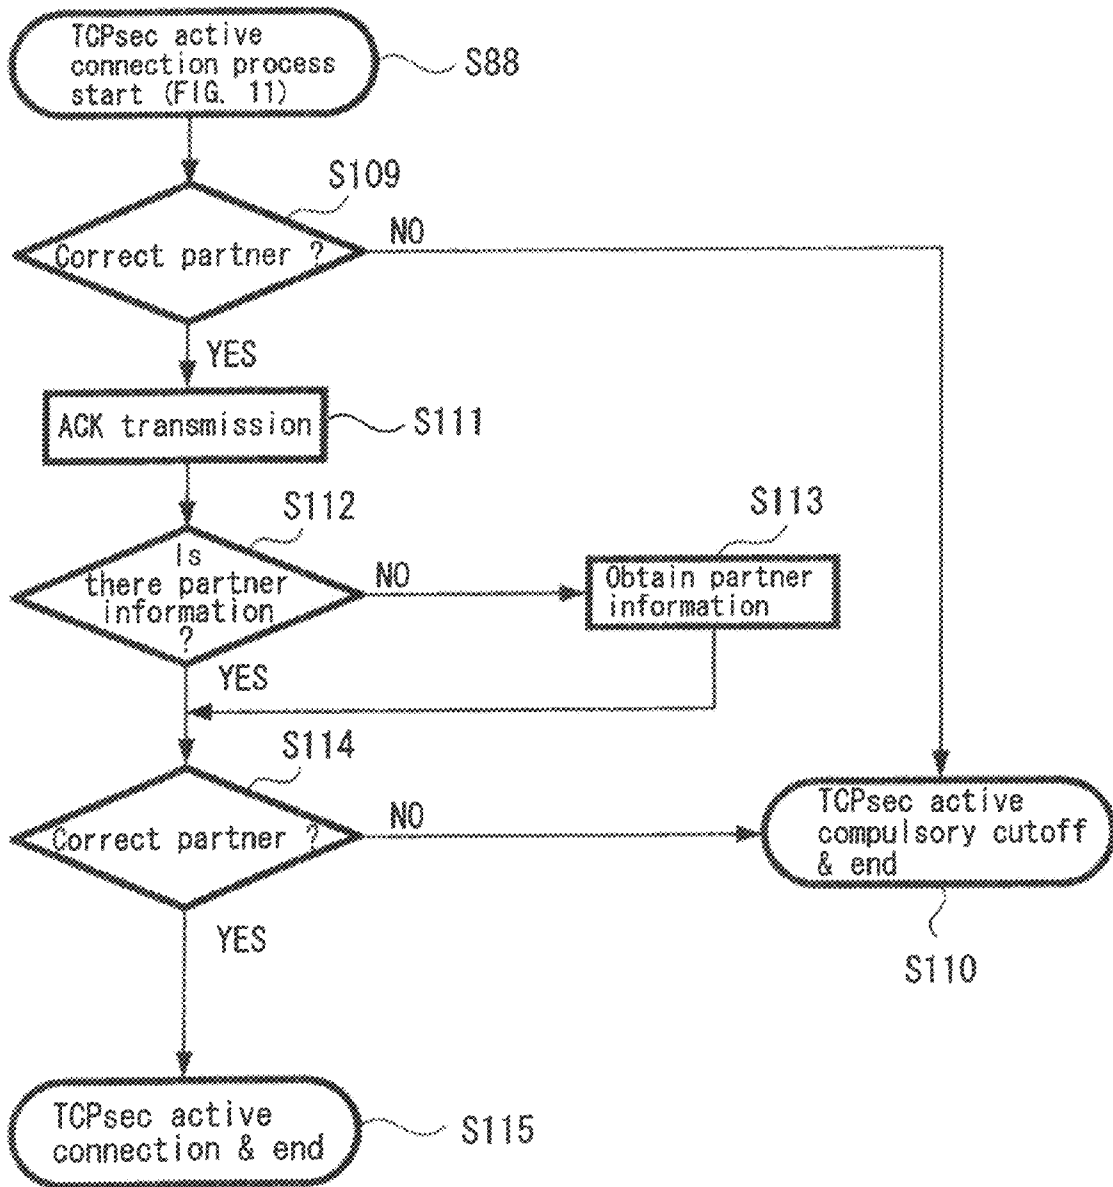 TCPsec active
connection process
start (FIG. 11)
S88
S109
Correct partner ?
NO
YES
ACK transmission
S111
S112
Is
there partner
information
?
NO
S113
Obtain partner
information
YES
S114
Correct partner ?
NO
TCPsec active
compulsory cutoff
& end
YES
S110
TCPsec active
connection & end
S115